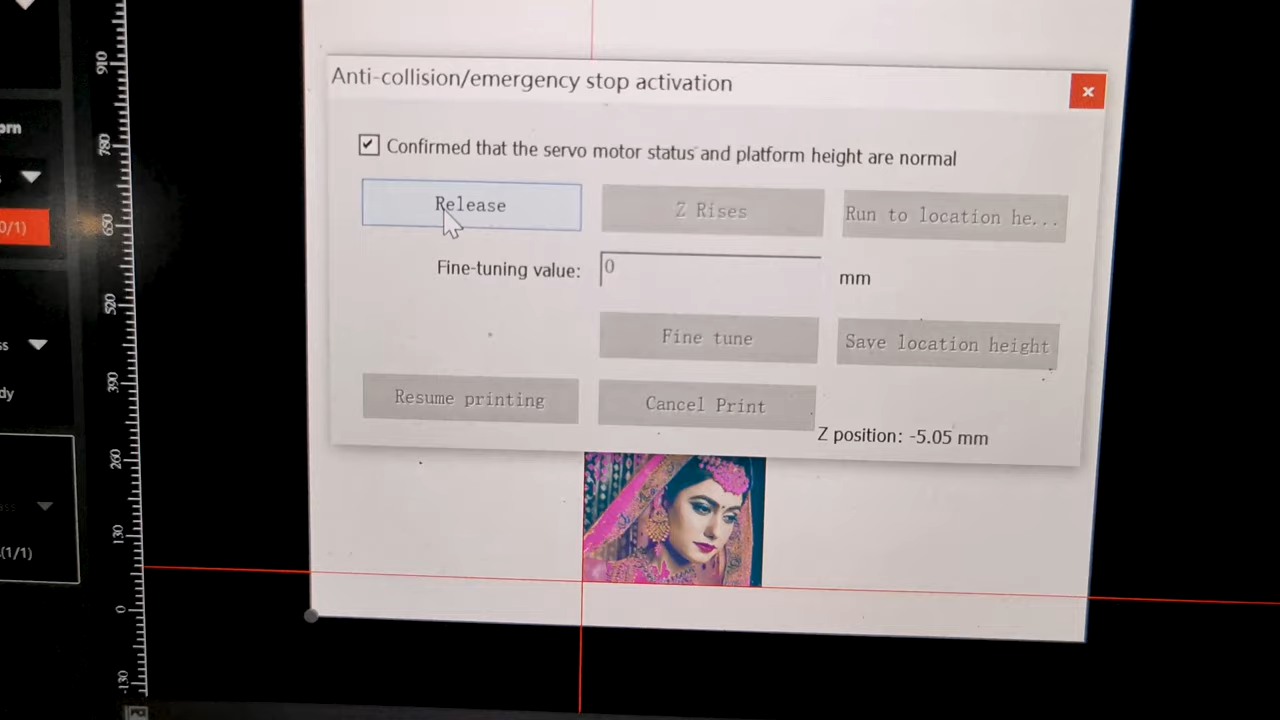 Anti-collision/emergency stop activation
Confirmed that the servo motor status and platform height are normal
Release
Z Rises
Run to location he...
Fine-tuning value:
0
mm
Fine tune
Save location height
Resume printing
Cancel Print
Z position: -5.05 mm
910
780
650
520
390
260
130
0
-130
0/1)
(1/1)